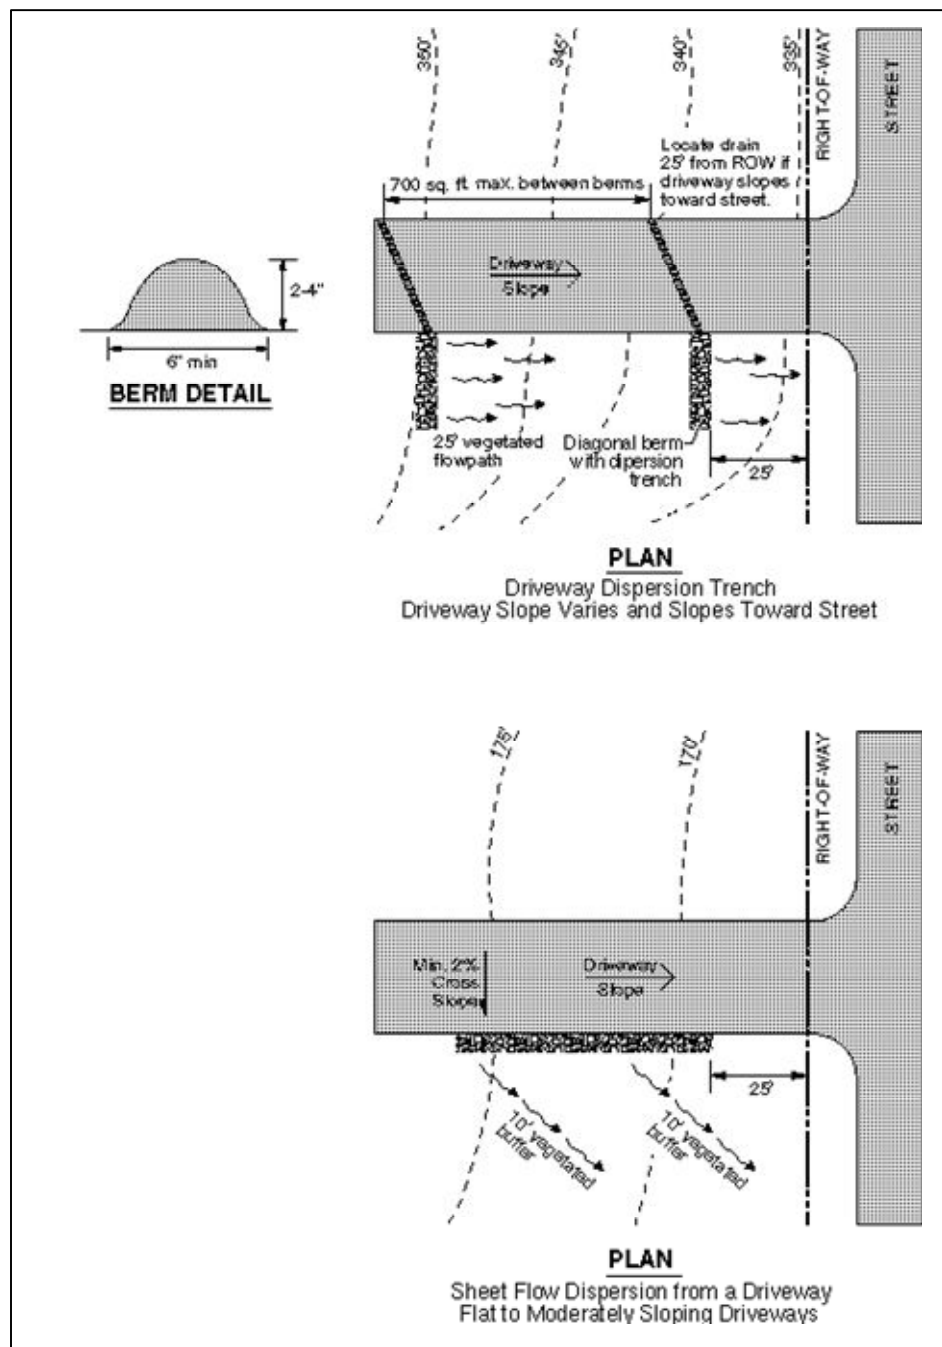 350'
345'
340'
335'
RIGHT-OF-WAY
STREET
Locate drain
25' from ROW if
driveway slopes
toward street.
700 sq. ft. max. between berms
Driveway
Slope
2-4"
6" min
BERM DETAIL
25' vegetated
flowpath
Diagonal berm
with dipersion
trench
25'
PLAN
Driveway Dispersion Trench
Driveway Slope Varies and Slopes Toward Street
175'
170'
RIGHT-OF-WAY
STREET
Min. 2%
Cross
Slope
Driveway
Slope
25'
10' vegetated
buffer
10' vegetated
buffer
PLAN
Sheet Flow Dispersion from a Driveway
Flat to Moderately Sloping Driveways